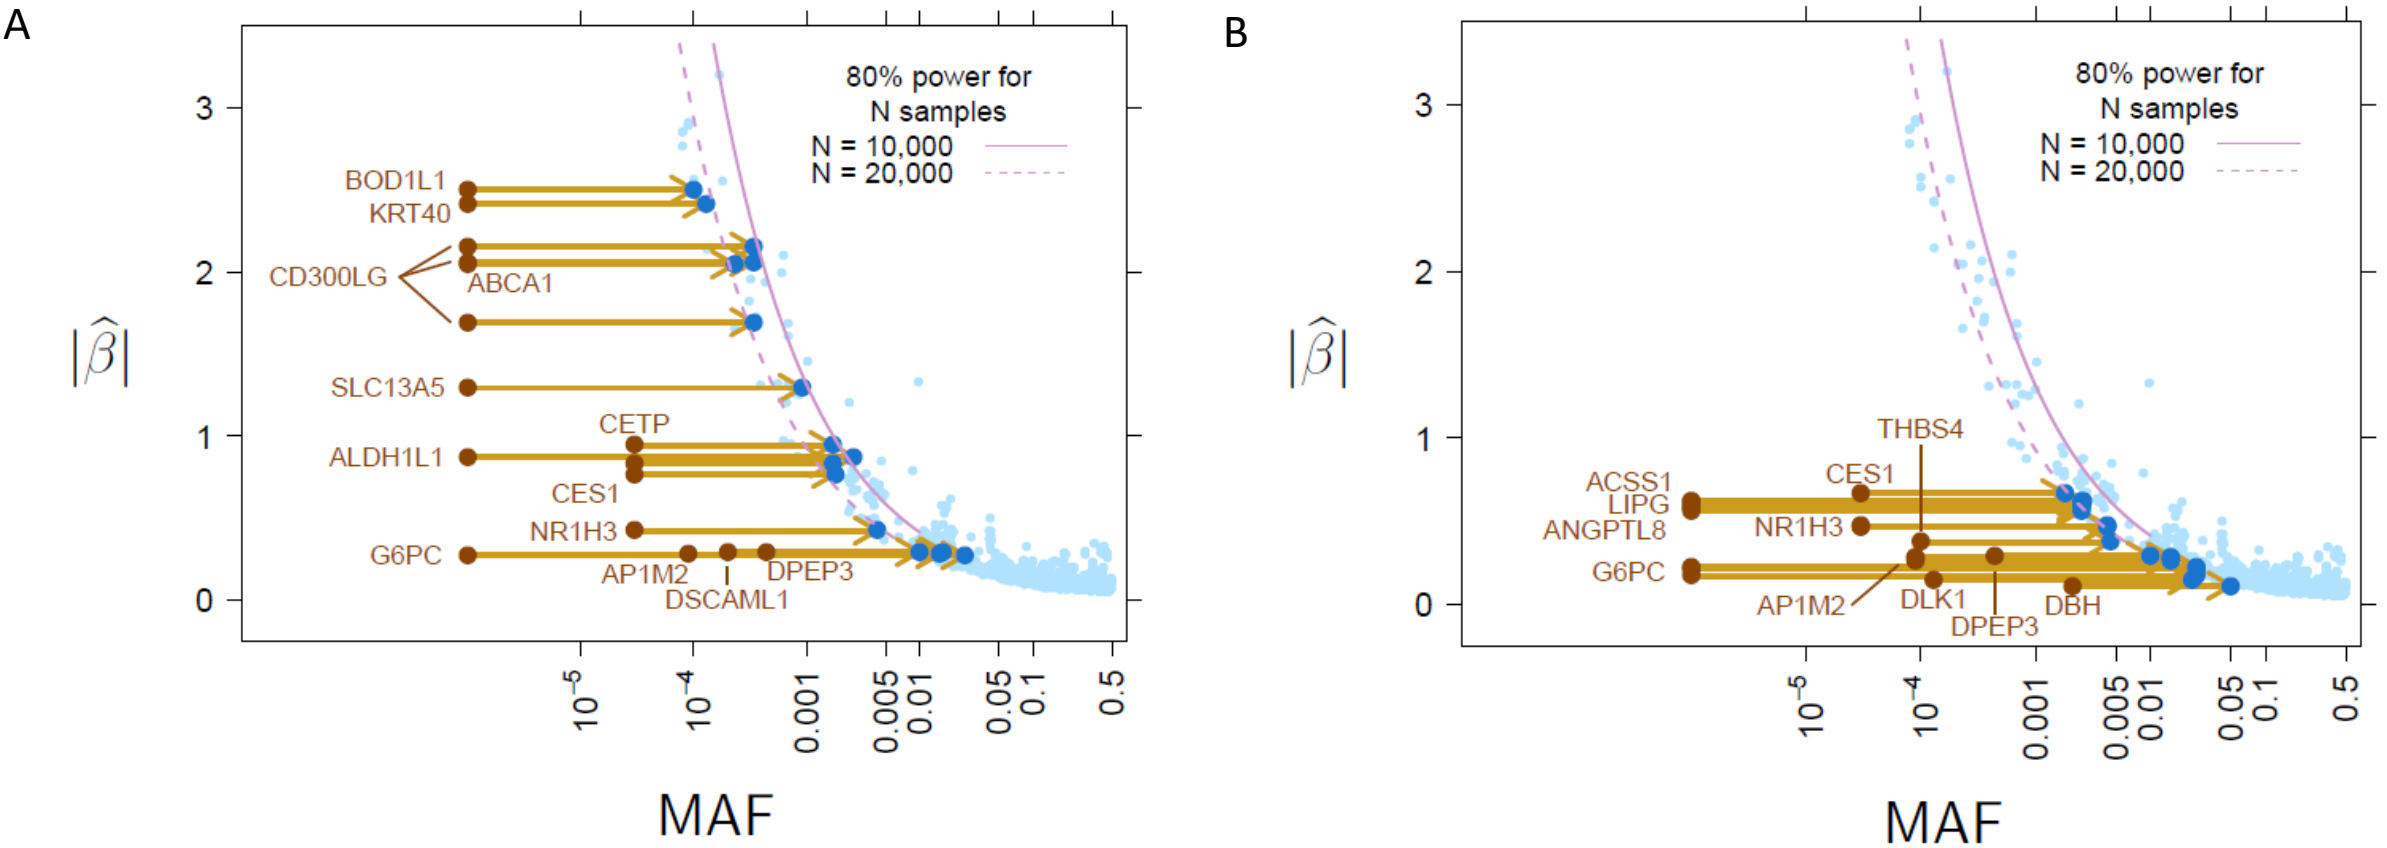 A
80% power for
N samples
N = 10,000
N = 20,000
3
2
1
0
|β̂|
BOD1L1
KRT40
CD300LG
ABCA1
SLC13A5
CETP
ALDH1L1
CES1
NR1H3
G6PC
AP1M2
DPEP3
DSCAML1
10⁻⁵
10⁻⁴
0.001
0.005
0.01
0.05
0.1
0.5
MAF
B
80% power for
N samples
N = 10,000
N = 20,000
3
2
1
0
|β̂|
THBS4
CES1
ACSS1
LIPG
ANGPTL8
NR1H3
G6PC
AP1M2
DLK1
DPEP3
DBH
10⁻⁵
10⁻⁴
0.001
0.005
0.01
0.05
0.1
0.5
MAF